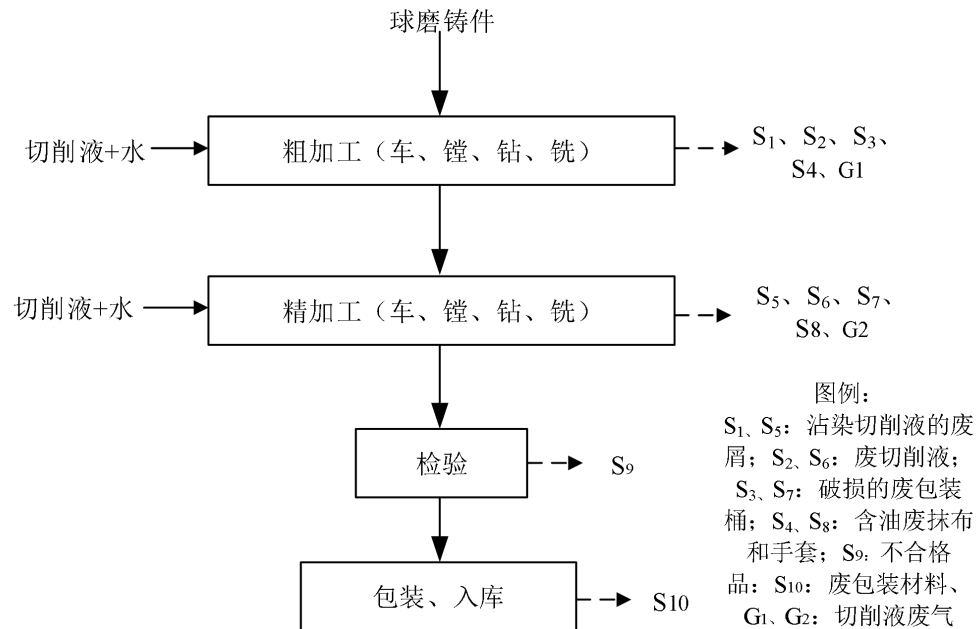 球磨铸件
切削液+水
粗加工（车、镗、钻、铣）
S₁、S₂、S₃、
S4、G1
切削液+水
精加工（车、镗、钻、铣）
S₅、S₆、S₇、
S8、G2
检验
S₉
包装、入库
S10
图例：
S₁、S₅：沾染切削液的废
屑；S₂、S₆：废切削液；
S₃、S₇：破损的废包装
桶；S₄、S₈：含油废抹布
和手套；S₉：不合格
品：S₁₀：废包装材料、
G₁、G₂：切削液废气